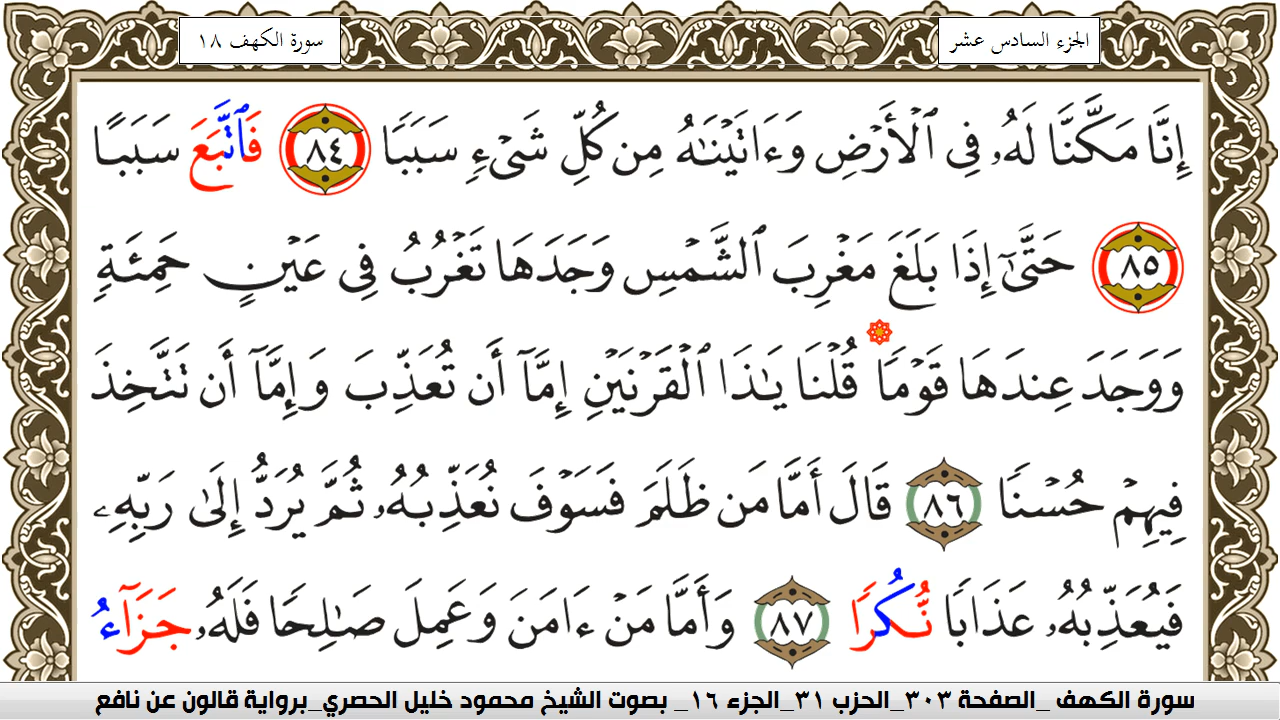 الجزء السادس عشر
سورة الكهف ١٨
إِنَّا مَكَّنَّا لَهُۥ فِي ٱلْأَرْضِ وَءَاتَيْنَٰهُ مِن كُلِّ شَيْءٖ سَبَبٗا ٨٤ فَٱتَّبَعَ سَبَبًا
٨٥ حَتَّىٰٓ إِذَا بَلَغَ مَغْرِبَ ٱلشَّمْسِ وَجَدَهَا تَغْرُبُ فِي عَيْنٍ حَمِئَةٖ
وَوَجَدَ عِندَهَا قَوْمٗا قُلْنَا يَٰذَا ٱلْقَرْنَيْنِ إِمَّآ أَن تُعَذِّبَ وَإِمَّآ أَن تَتَّخِذَ
فِيهِمْ حُسْنٗا ٨٦ قَالَ أَمَّا مَن ظَلَمَ فَسَوْفَ نُعَذِّبُهُۥ ثُمَّ يُرَدُّ إِلَىٰ رَبِّهِۦ
فَيُعَذِّبُهُۥ عَذَابٗا نُّكُرٗا ٨٧ وَأَمَّا مَنْ ءَامَنَ وَعَمِلَ صَٰلِحٗا فَلَهُۥ جَزَآءُ
سورة الكهف _الصفحة ٣٠٣_الحزب ٣١_الجزء ١٦_ بصوت الشيخ محمود خليل الحصري_برواية قالون عن نافع